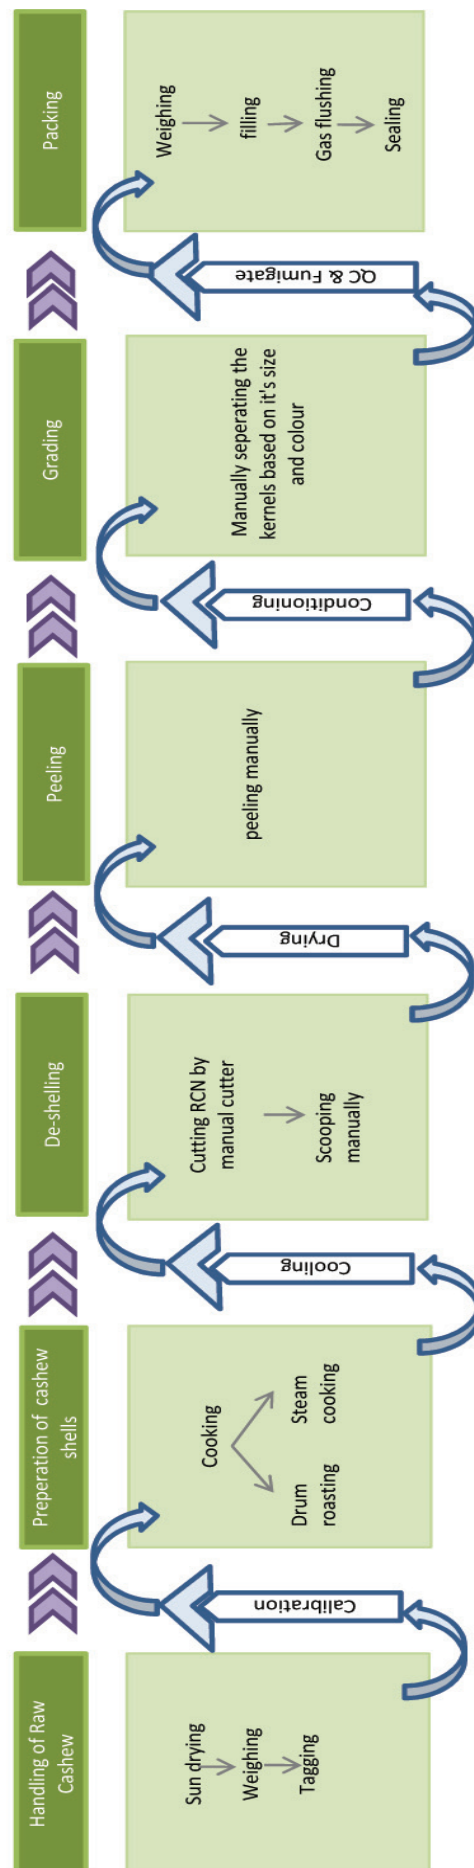 Handling of Raw
Cashew
Sun drying
Weighing
Tagging
Calibration
Preperation of cashew
shells
Cooking
Drum
roasting
Steam
cooking
Cooling
De-shelling
Cutting RCN by
manual cutter
Scooping
manually
Drying
Peeling
peeling manually
Conditioning
Grading
Manually seperating the
kernels based on it's size
and colour
QC & Fumigate
Packing
Weighing
filling
Gas flushing
Sealing